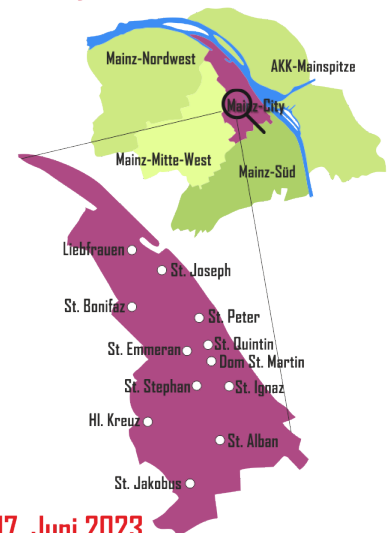 Mainz-Nordwest
AKK-Mainspitze
Mainz-City
Mainz-Mitte-West
Mainz-Süd
Liebfrauen
St. Joseph
St. Bonifaz
St. Peter
St. Quintin
St. Emmeran
Dom St. Martin
St. Stephan
St. Ignaz
Hl. Kreuz
St. Alban
St. Jakobus
17. Juni 2023